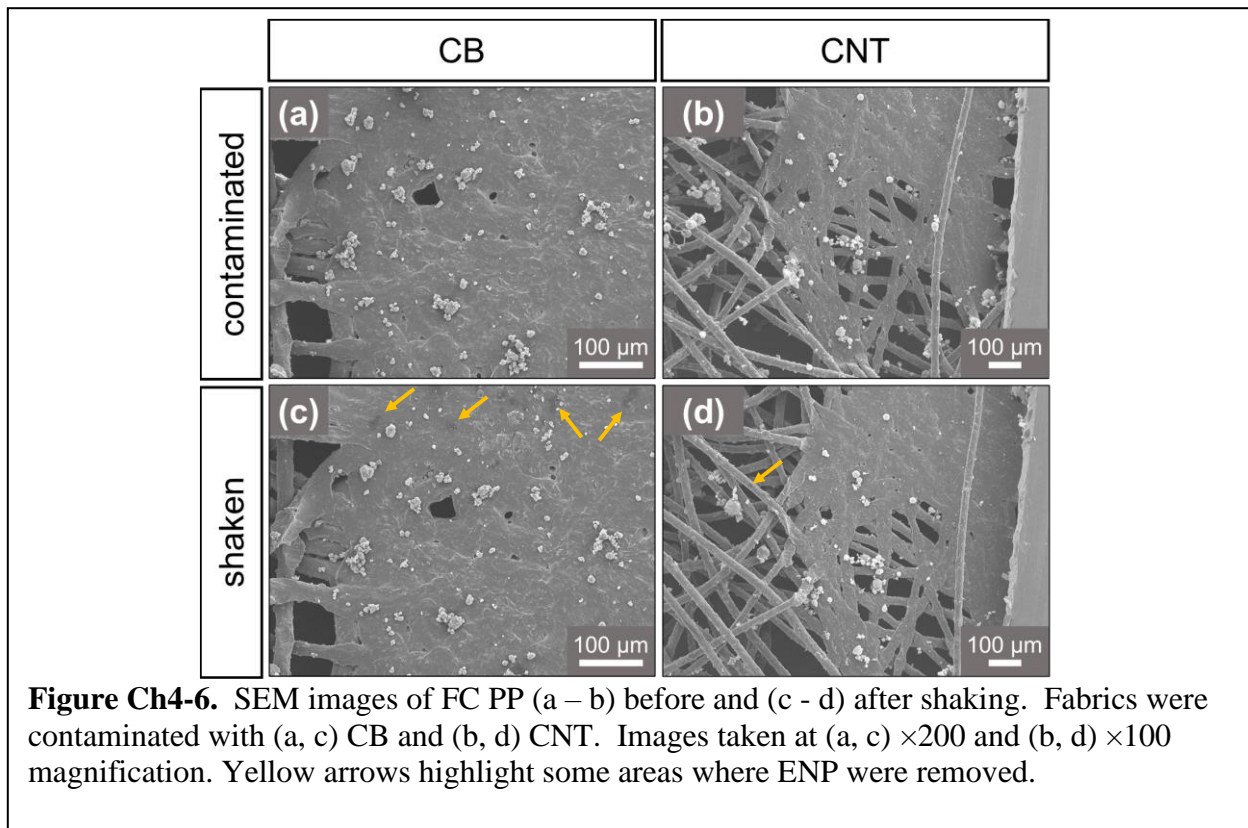 CB
CNT
contaminated
(a)
100 µm
(b)
100 µm
shaken
(c)
100 µm
(d)
100 µm
Figure Ch4-6.  SEM images of FC PP (a – b) before and (c - d) after shaking.  Fabrics were
contaminated with (a, c) CB and (b, d) CNT.  Images taken at (a, c) ×200 and (b, d) ×100
magnification. Yellow arrows highlight some areas where ENP were removed.